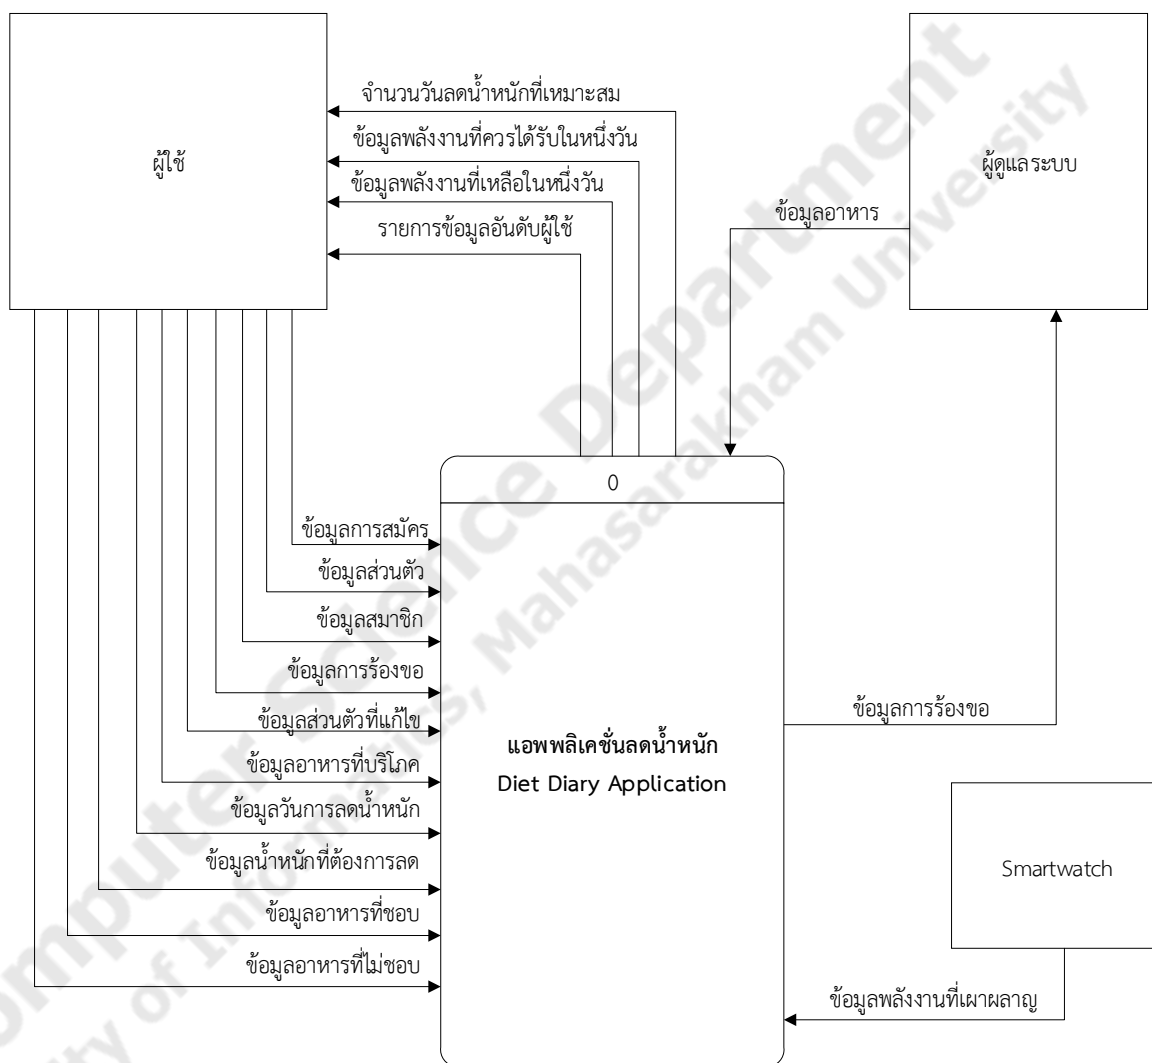 จำนวนวันลดน้ำหนักที่เหมาะสม
ข้อมูลพลังงานที่ควรได้รับในหนึ่งวัน
ผู้ใช้
ผู้ดูแลระบบ
ข้อมูลพลังงานที่เหลือในหนึ่งวัน
ข้อมูลอาหาร
รายการข้อมูลอันดับผู้ใช้
0
ข้อมูลการสมัคร
ข้อมูลส่วนตัว
ข้อมูลสมาชิก
ข้อมูลการร้องขอ
ข้อมูลส่วนตัวที่แก้ไข
ข้อมูลการร้องขอ
แอพพลิเคชั่นลดน้ำหนัก
Diet Diary Application
ข้อมูลอาหารที่บริโภค
ข้อมูลวันการลดน้ำหนัก
ข้อมูลน้ำหนักที่ต้องการลด
Smartwatch
ข้อมูลอาหารที่ชอบ
ข้อมูลอาหารที่ไม่ชอบ
ข้อมูลพลังงานที่เผาผลาญ
Computer Science Department
ity of Informatics, Mahasarakham University